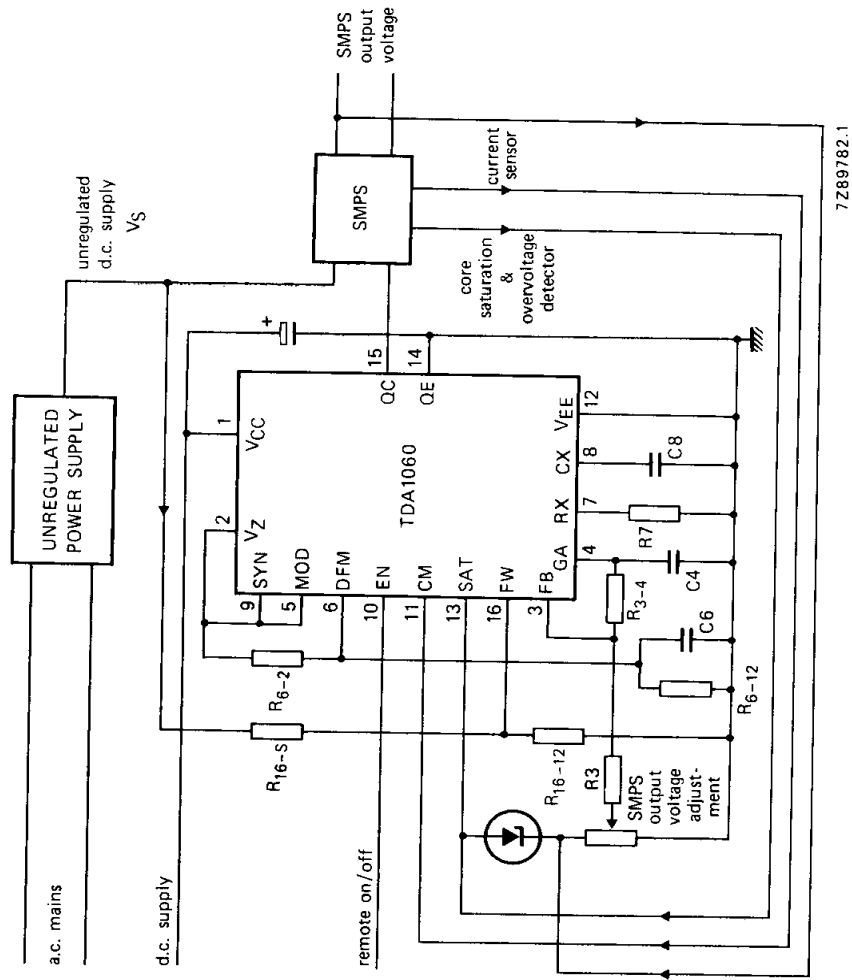 a.c. mains
UNREGULATED
POWER SUPPLY
unregulated
d.c. supply
VS
d.c. supply
remote on/off
R16-S
R6-2
2
VZ
1
VCC
9
SYN
5
MOD
6
DFM
10
EN
11
CM
13
SAT
16
FW
3
FB
TDA1060
15
QC
14
QE
+
SMPS
SMPS
output
voltage
core
saturation
&
overvoltage
detector
current
sensor
GA
4
RX
7
CX
8
VEE
12
R3-4
C4
R7
C8
C6
R6-12
R16-12
R3
SMPS
output
voltage
adjust-
ment
7Z89782.1